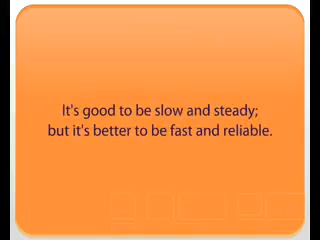 It's good to be slow and steady;
but it's better to be fast and reliable.